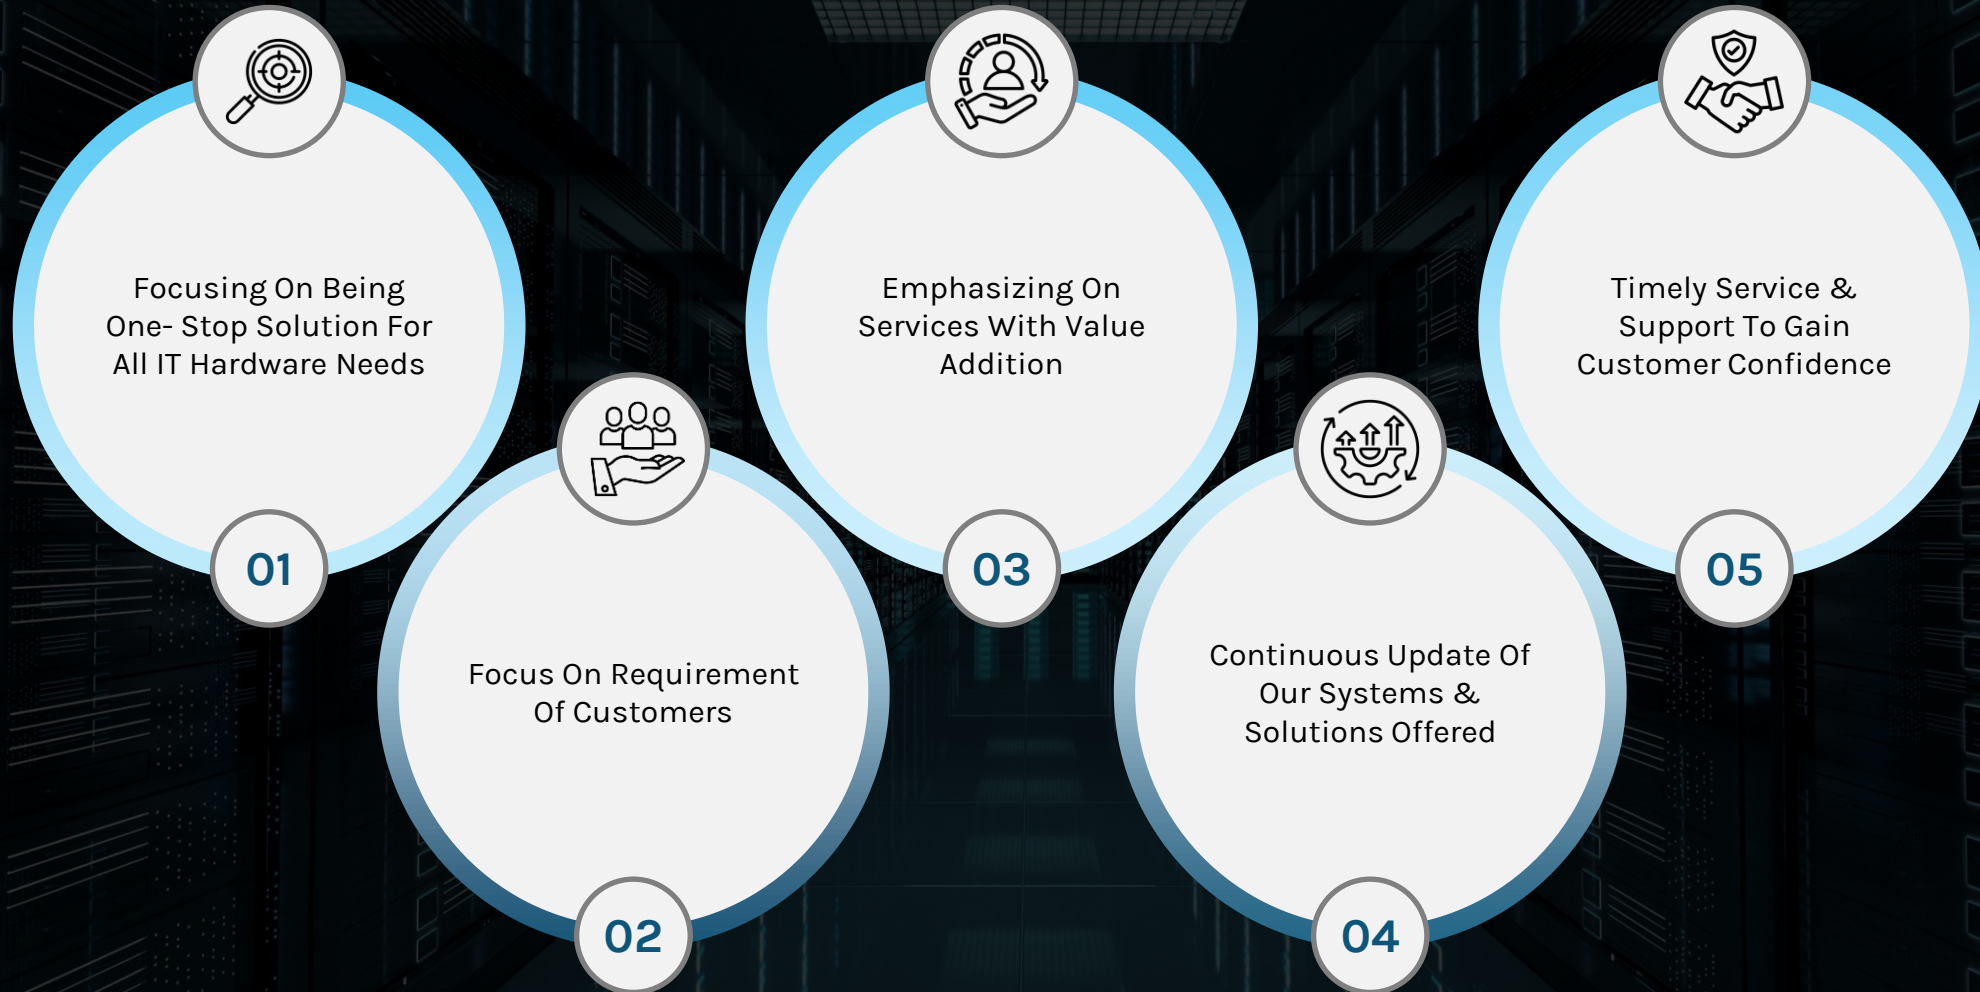 Focusing On Being
One- Stop Solution For
All IT Hardware Needs
01
Focus On Requirement
Of Customers
02
Emphasizing On
Services With Value
Addition
03
Continuous Update Of
Our Systems &
Solutions Offered
04
Timely Service &
Support To Gain
Customer Confidence
05